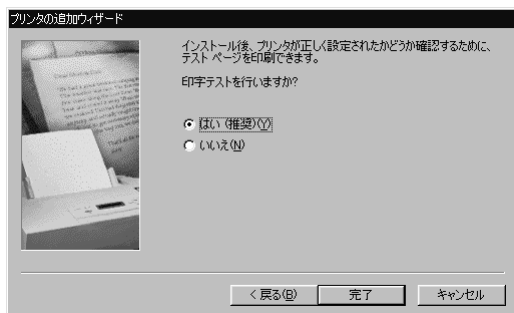 プリンタの追加ウィザード
インストール後、プリンタが正しく設定されたかどうか確認するために、
テスト ページを印刷できます。
印字テストを行いますか?
はい (推奨)(Y)
いいえ(N)
< 戻る(B)
完了
キャンセル